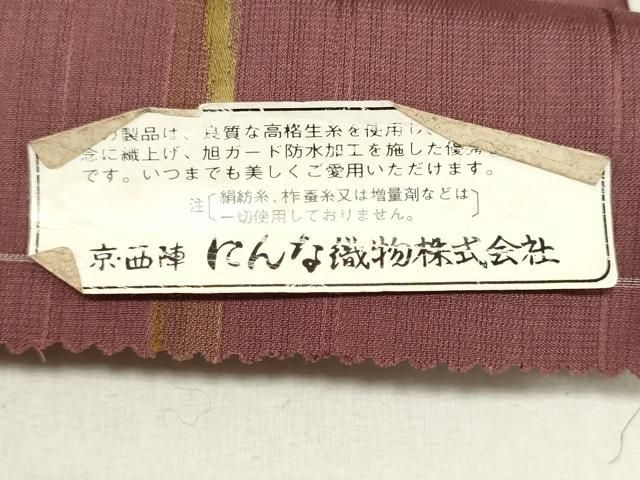 製品は、良質な高格生糸を使用し
念に織上げ、旭ガード防水加工を施した優
です。いつまでも美しくご愛用いただけます。
注 絹紡糸、柞蚕糸又は増量剤などは
一切使用しておりません。
京・西陣 にんな織物株式会社